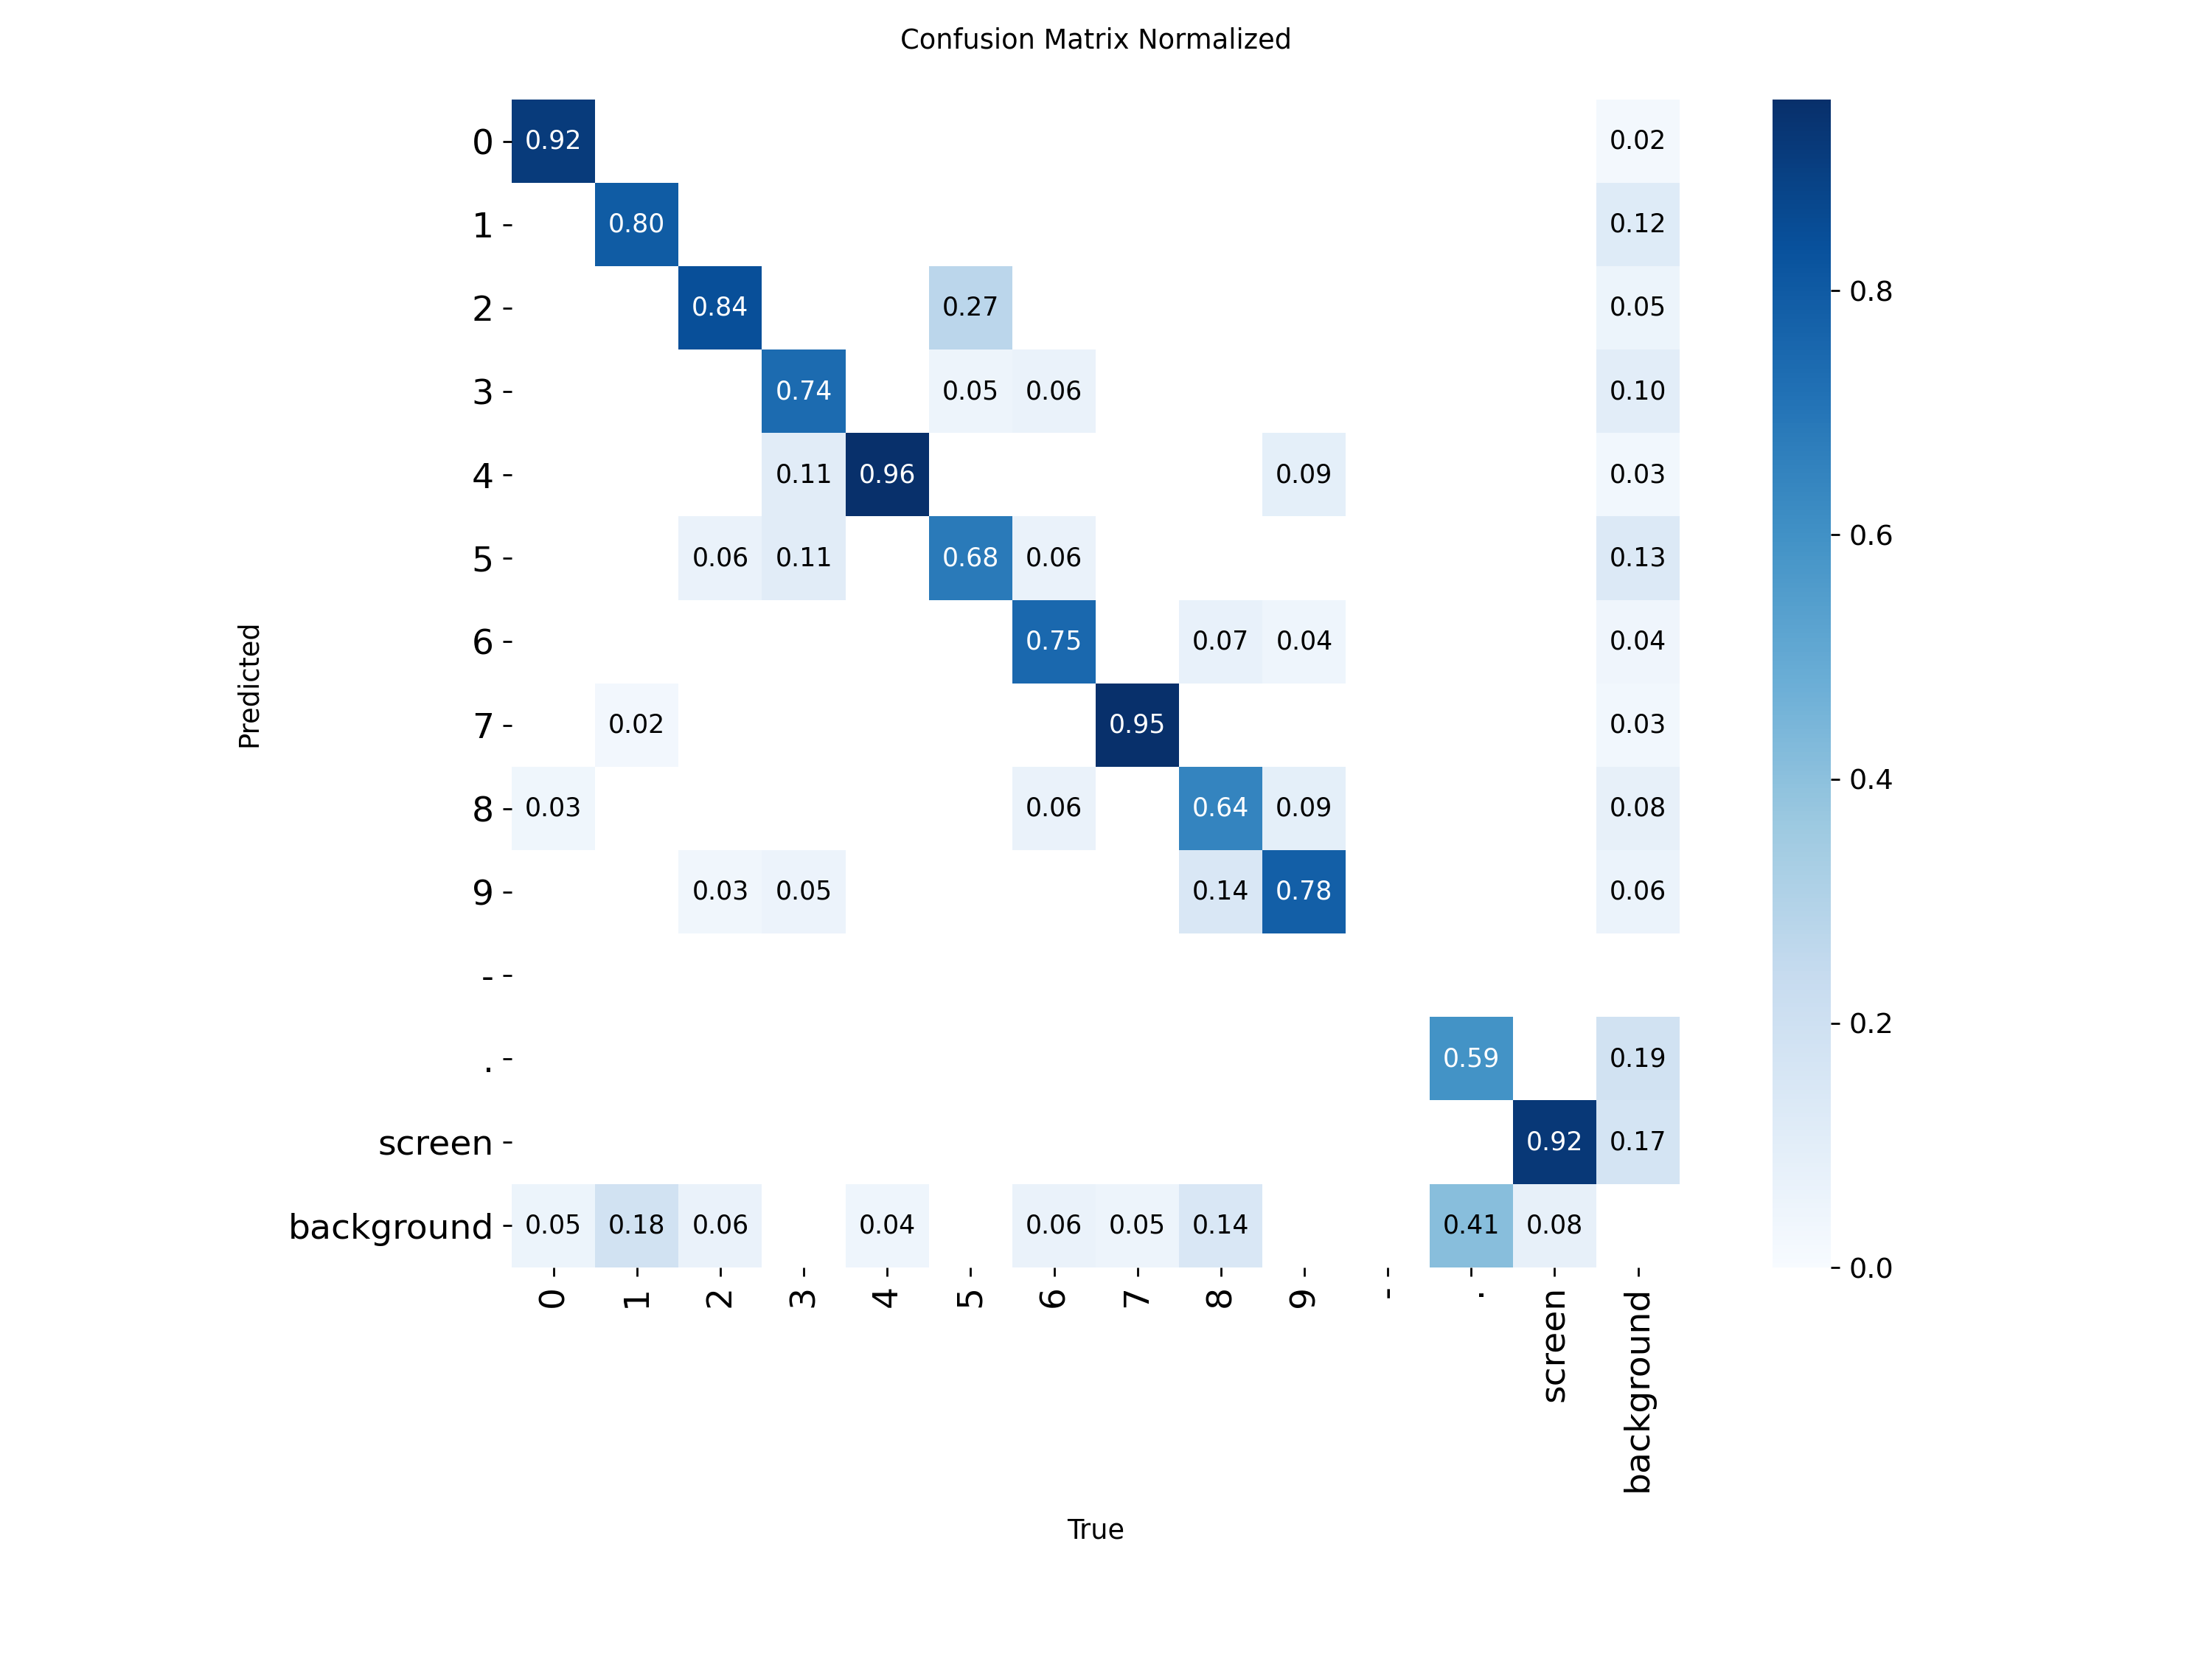 Confusion Matrix Normalized
0 0.92 0.02
1 0.80 0.12
2 0.84 0.27 0.05 0.8
3 0.74 0.05 0.06 0.10
4 0.11 0.96 0.09 0.03
5 0.06 0.11 0.68 0.06 0.13 0.6
6 0.75 0.07 0.04 0.04
Predicted
7 0.02 0.95 0.03
8 0.03 0.06 0.64 0.09 0.08 0.4
9 0.03 0.05 0.14 0.78 0.06
-
. 0.59 0.19 0.2
screen 0.92 0.17
background 0.05 0.18 0.06 0.04 0.06 0.05 0.14 0.41 0.08 0.0
0 1 2 3 4 5 6 7 8 9 - . screen background
True